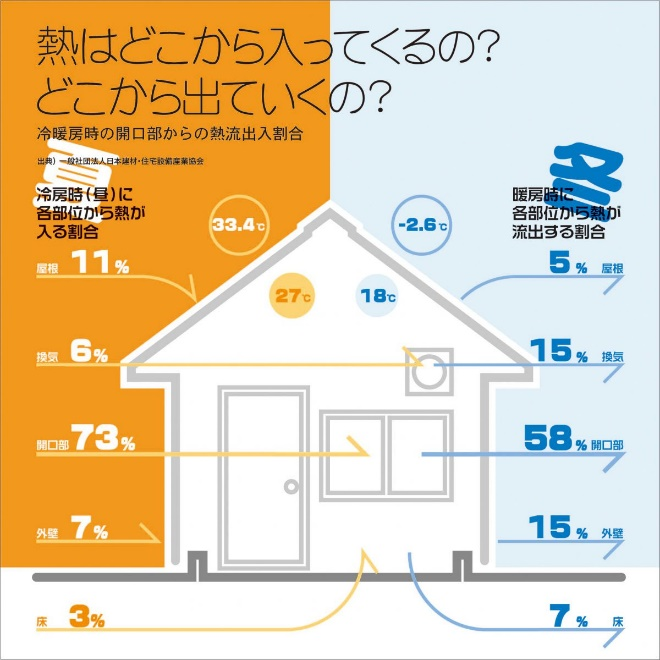 熱はどこから入ってくるの?
どこから出ていくの?
冷暖房時の開口部からの熱流出入割合
出典)一般社団法人日本建材・住宅設備産業協会
夏
冷房時(昼)に
各部位から熱が
入る割合
33.4℃
27℃
屋根 11%
換気 6%
開口部 73%
外壁 7%
床 3%
冬
暖房時に
各部位から熱が
流出する割合
-2.6℃
18℃
5% 屋根
15% 換気
58% 開口部
15% 外壁
7% 床